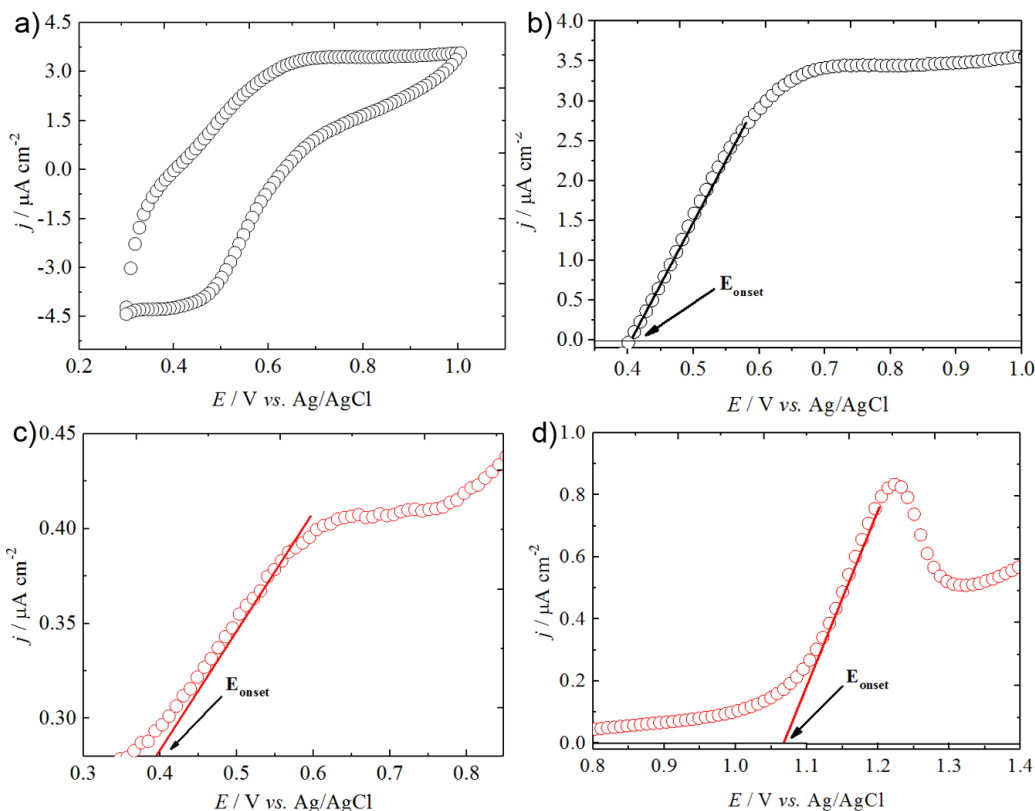 a)
4.5
3.0
1.5
0.0
-1.5
-3.0
-4.5
j / μA cm-2
0.2 0.4 0.6 0.8 1.0
E / V vs. Ag/AgCl
b)
4.0
3.5
3.0
2.5
2.0
1.5
1.0
0.5
0.0
j / μA cm-2
Eonset
0.4 0.5 0.6 0.7 0.8 0.9 1.0
E / V vs. Ag/AgCl
c)
0.45
0.40
0.35
0.30
j / μA cm-2
Eonset
0.3 0.4 0.5 0.6 0.7 0.8
E / V vs. Ag/AgCl
d)
1.0
0.8
0.6
0.4
0.2
0.0
j / μA cm-2
Eonset
0.8 0.9 1.0 1.1 1.2 1.3 1.4
E / V vs. Ag/AgCl